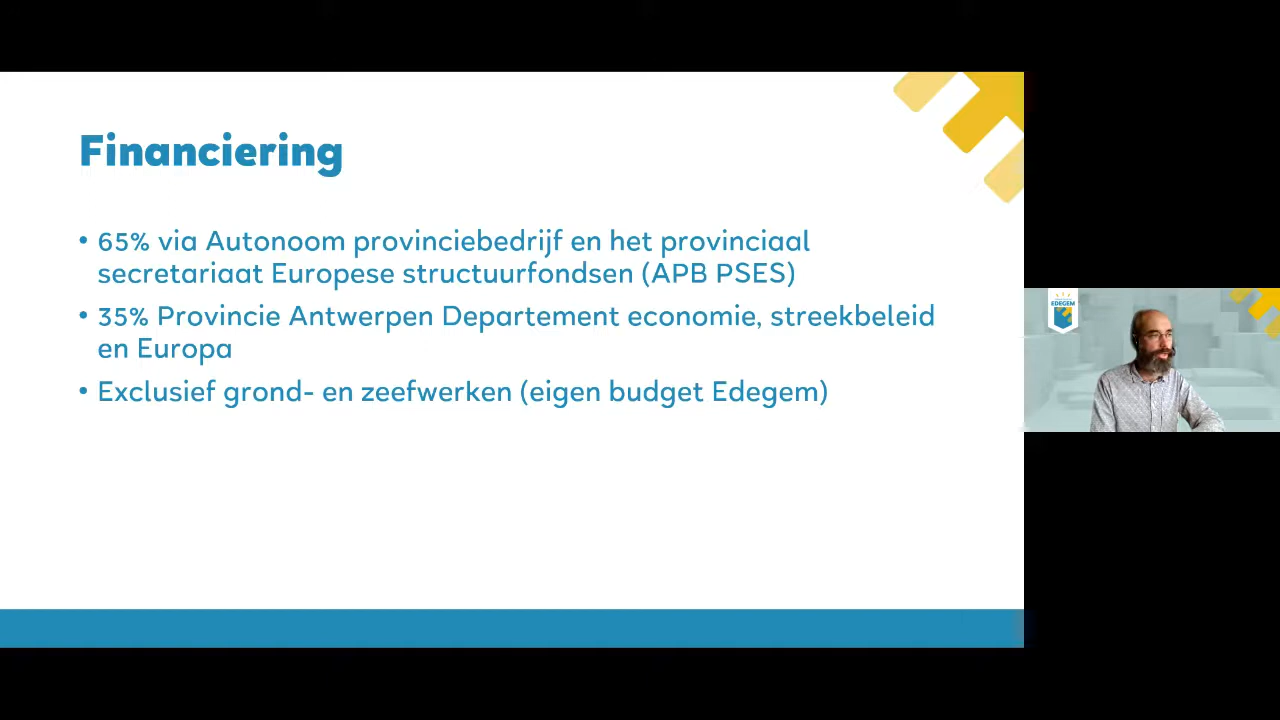 Financiering
• 65% via Autonoom provinciebedrijf en het provinciaal
secretariaat Europese structuurfondsen (APB PSES)
• 35% Provincie Antwerpen Departement economie, streekbeleid
en Europa
• Exclusief grond- en zeefwerken (eigen budget Edegem)
EDEGEM